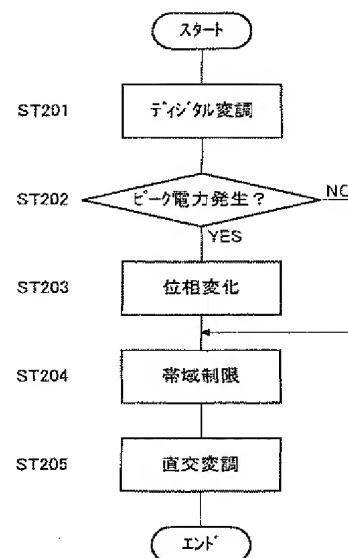 スタート
ST201
ディジタル変調
ST202
ピーク電力発生?
NO
YES
ST203
位相変化
ST204
帯域制限
ST205
直交変調
エンド